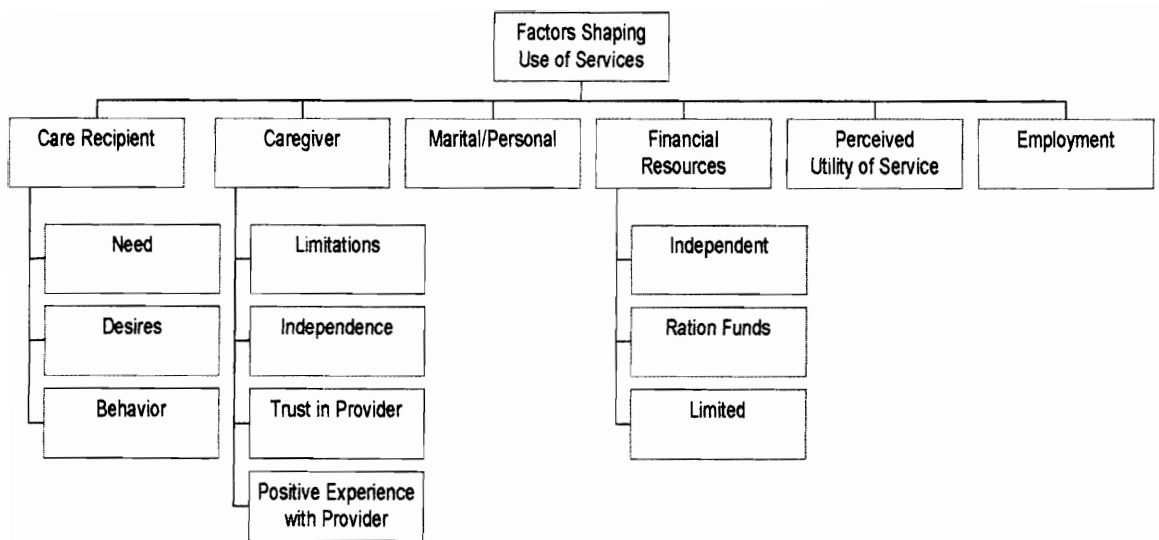 Factors Shaping
Use of Services
Care Recipient
Caregiver
Marital/Personal
Financial
Resources
Perceived
Utility of Service
Employment
Need
Desires
Behavior
Limitations
Independence
Trust in Provider
Positive Experience
with Provider
Independent
Ration Funds
Limited